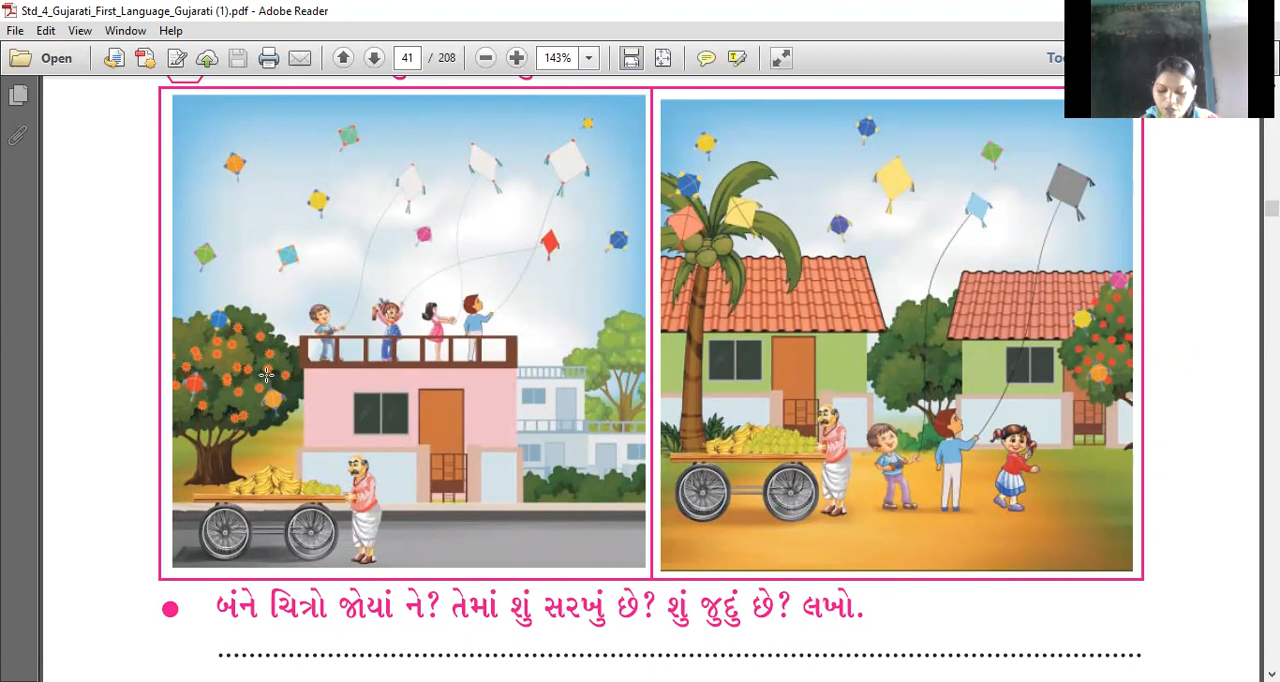 Std_4_Gujarati_First_Language_Gujarati (1).pdf - Adobe Reader
File Edit View Window Help
Open 41 / 208 143%
બંને ચિત્રો જોયાં ને? તેમાં શું સરખું છે? શું જુદું છે? લખો.